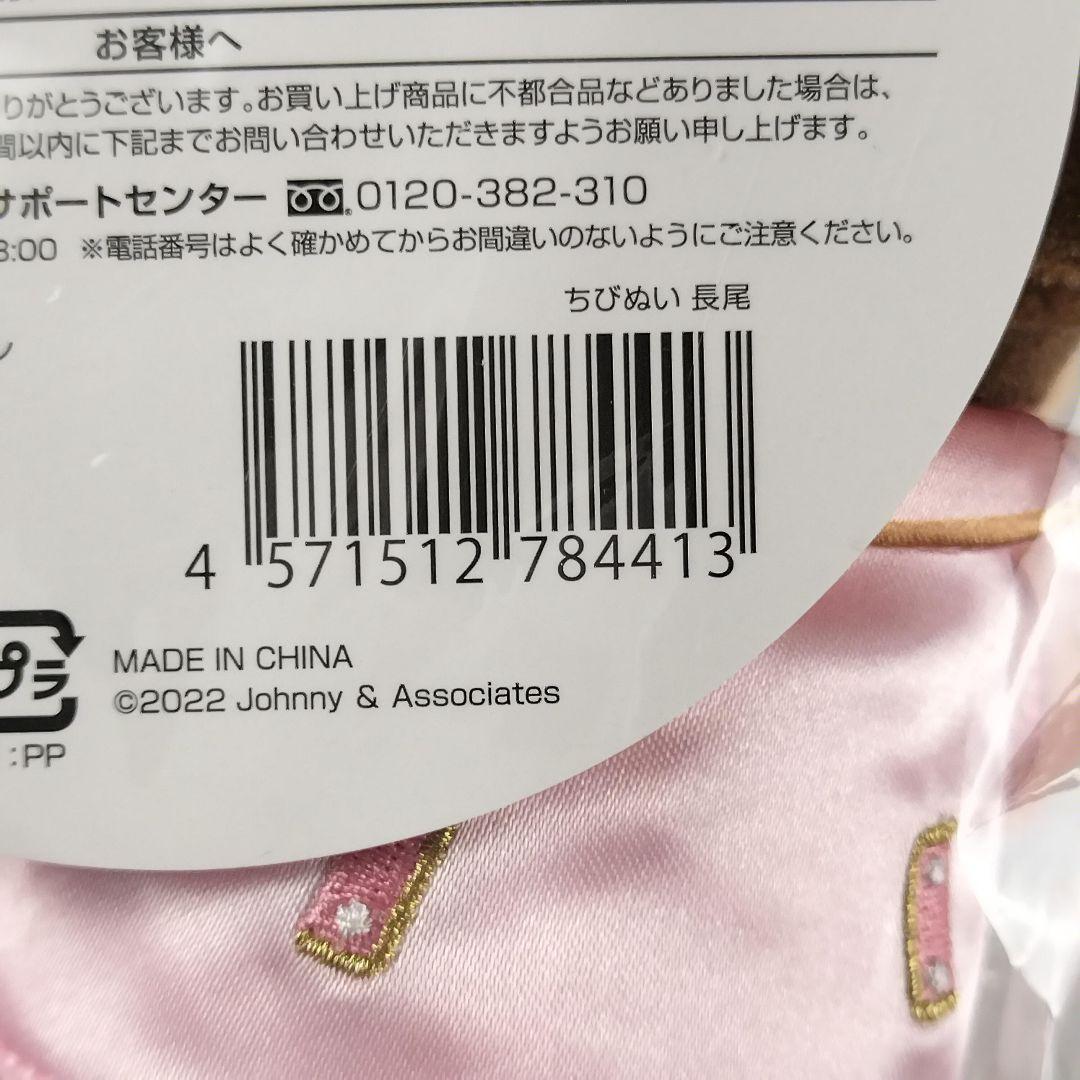 お客様へ
りがとうございます。お買い上げ商品に不都合品などありました場合は、
間以内に下記までお問い合わせいただきますようお願い申し上げます。
サポートセンター 0120-382-310
8:00 ※電話番号はよく確かめてからお間違いのないようにご注意ください。
ちびぬい 長尾
4 571512 784413
プラ
MADE IN CHINA
©2022 Johnny & Associates
:PP